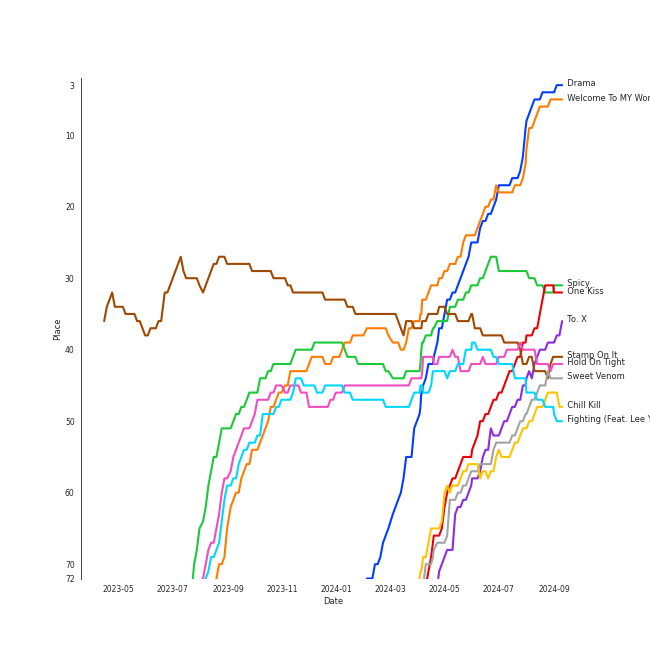 3
10
20
30
40
50
60
70
72
Place
2023-05
2023-07
2023-09
2023-11
2024-01
2024-03
2024-05
2024-07
2024-09
Date
Drama
Welcome To MY
Spicy
One Kiss
To. X
Stamp On It
Hold On Tight
Sweet Venom
Chill Kill
Fighting (Feat. Lee